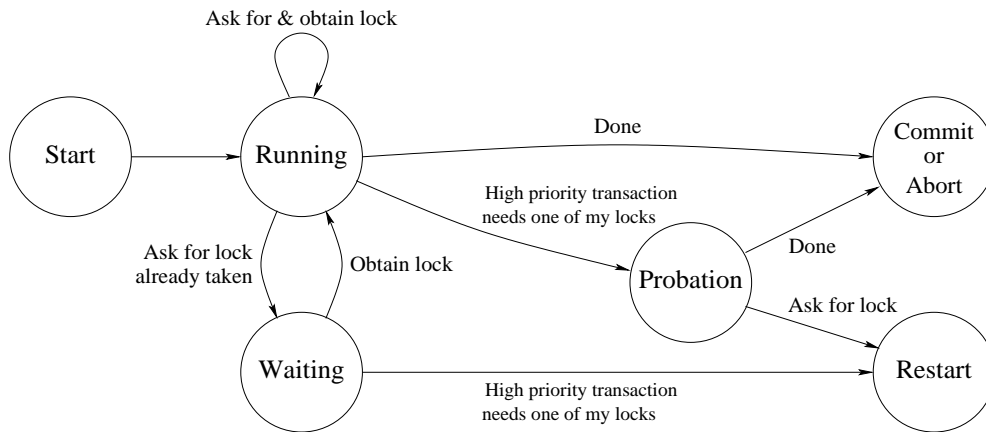 Ask for & obtain lock
Start
Running
Done
Commit
or
Abort
High priority transaction
needs one of my locks
Ask for lock
already taken
Obtain lock
Probation
Done
Ask for lock
Waiting
High priority transaction
needs one of my locks
Restart